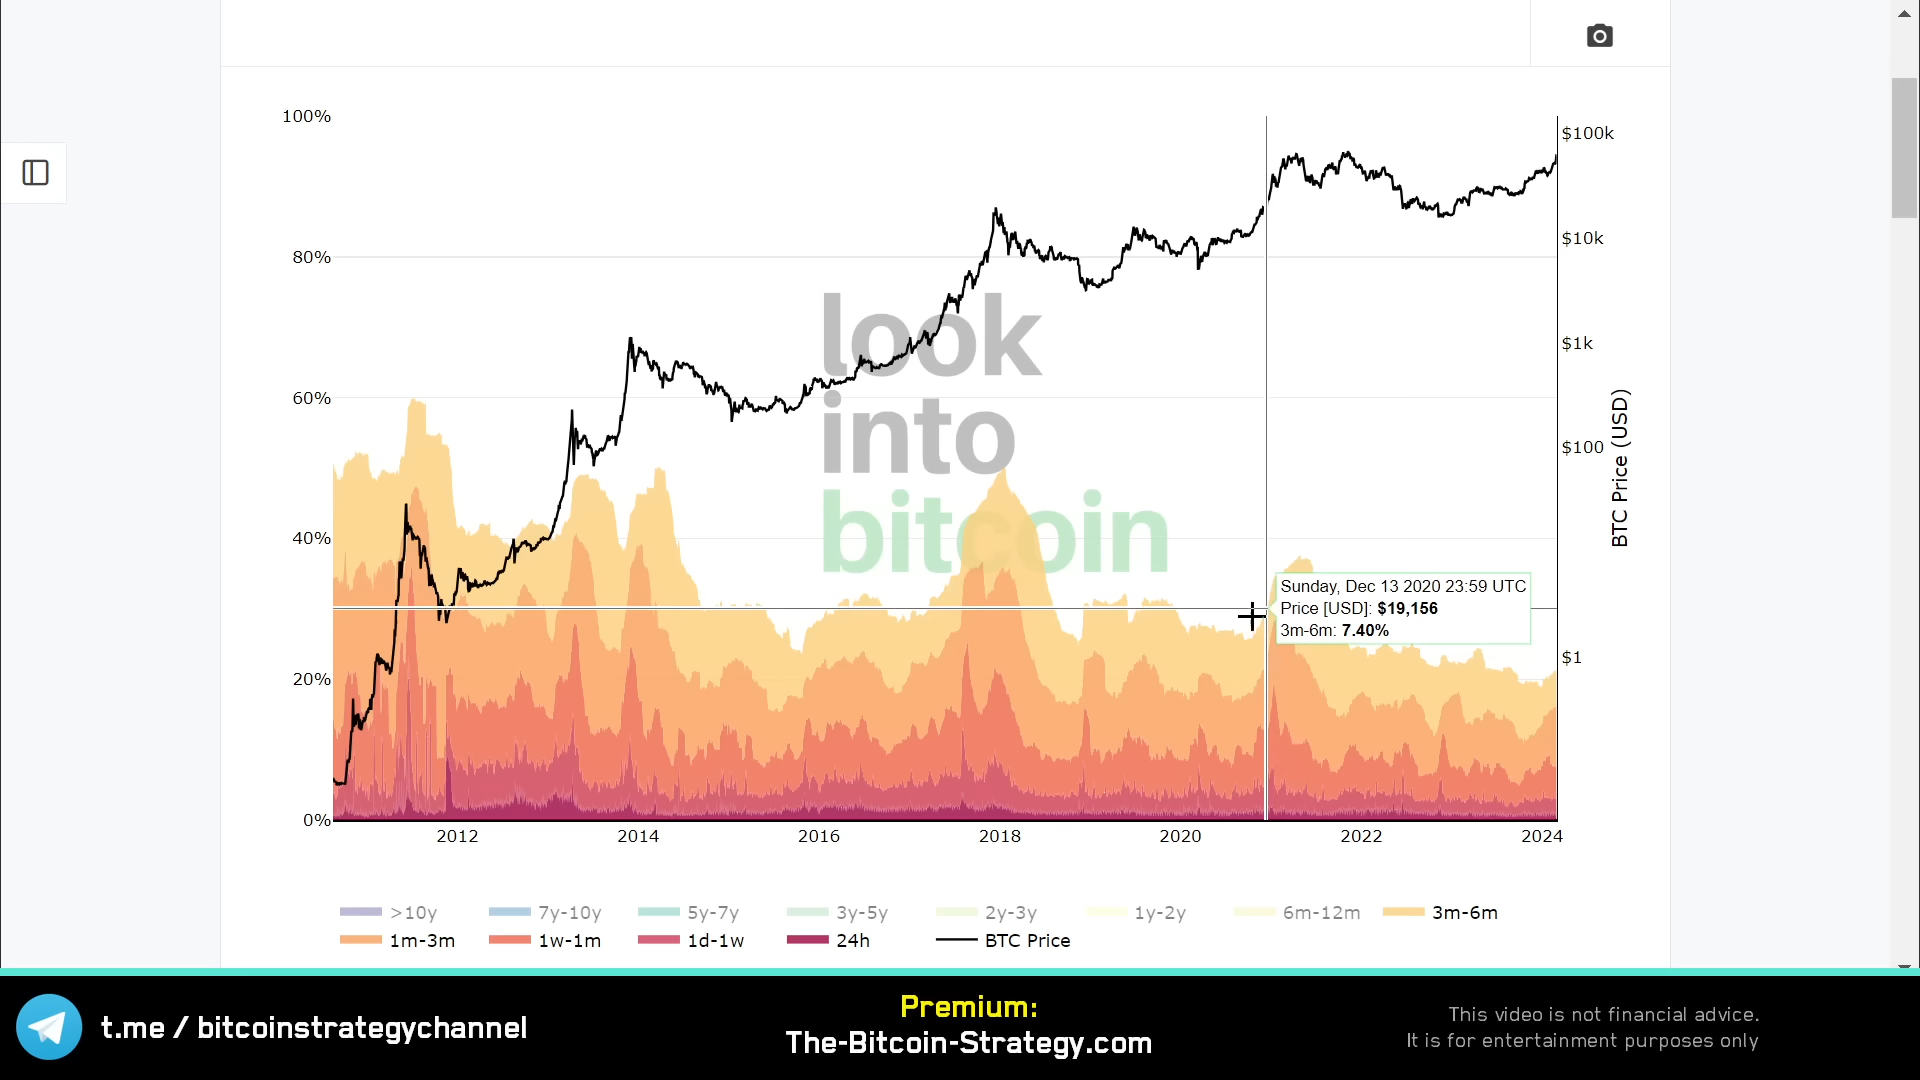 100%
80%
60%
40%
20%
0%
$100k
$10k
$1k
$100
$1
BTC Price (USD)
look
into
bitcoin
Sunday, Dec 13 2020 23:59 UTC
Price [USD]: $19,156
3m-6m: 7.40%
2012 2014 2016 2018 2020 2022 2024
>10y 7y-10y 5y-7y 3y-5y 2y-3y 1y-2y 6m-12m 3m-6m
1m-3m 1w-1m 1d-1w 24h BTC Price
t.me / bitcoinstrategychannel
Premium:
The-Bitcoin-Strategy.com
This video is not financial advice.
It is for entertainment purposes only